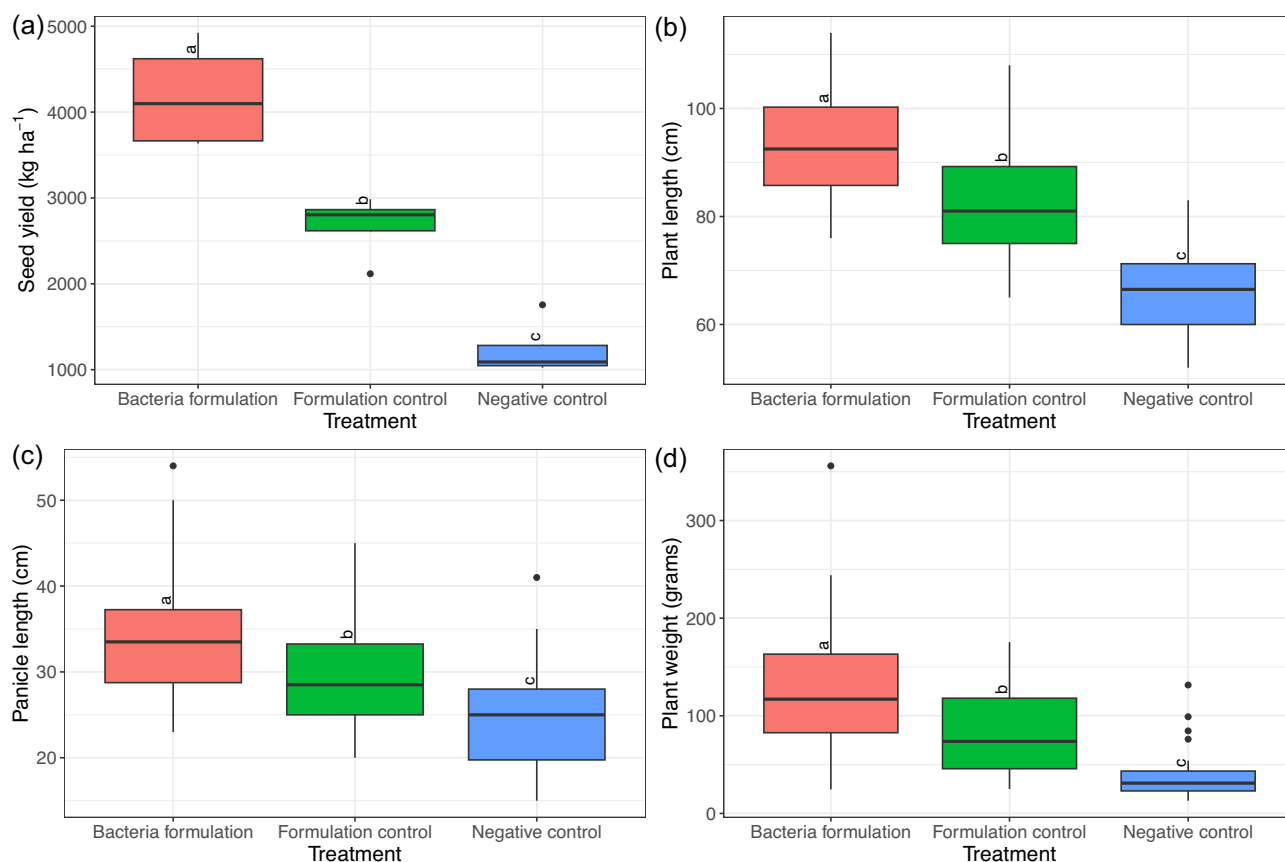 (a)
Seed yield (kg ha⁻¹)
5000
4000
3000
2000
1000
a
b
c
Bacteria formulation Formulation control Negative control
Treatment
(b)
Plant length (cm)
100
80
60
a
b
c
Bacteria formulation Formulation control Negative control
Treatment
(c)
Panicle length (cm)
50
40
30
20
a
b
c
Bacteria formulation Formulation control Negative control
Treatment
(d)
Plant weight (grams)
300
200
100
0
a
b
c
Bacteria formulation Formulation control Negative control
Treatment